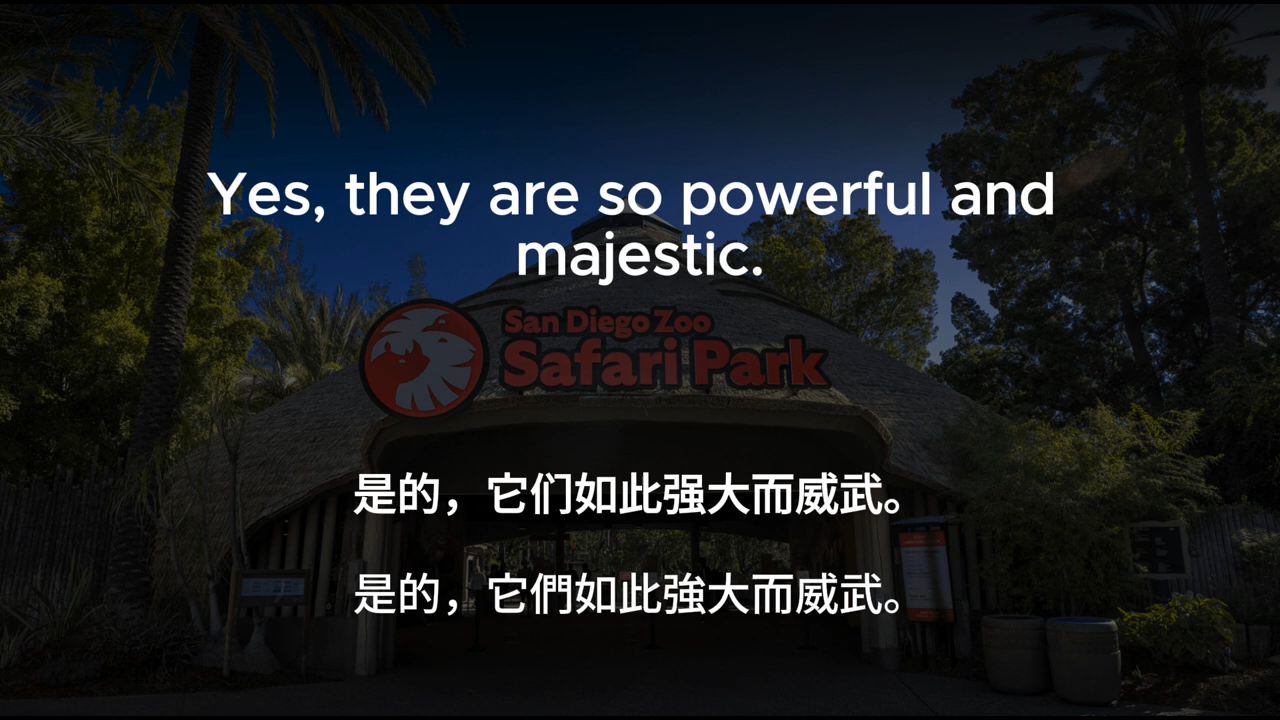 Yes, they are so powerful and
majestic.
San Diego Zoo
Safari Park
是的，它们如此强大而威武。
是的，它們如此強大而威武。